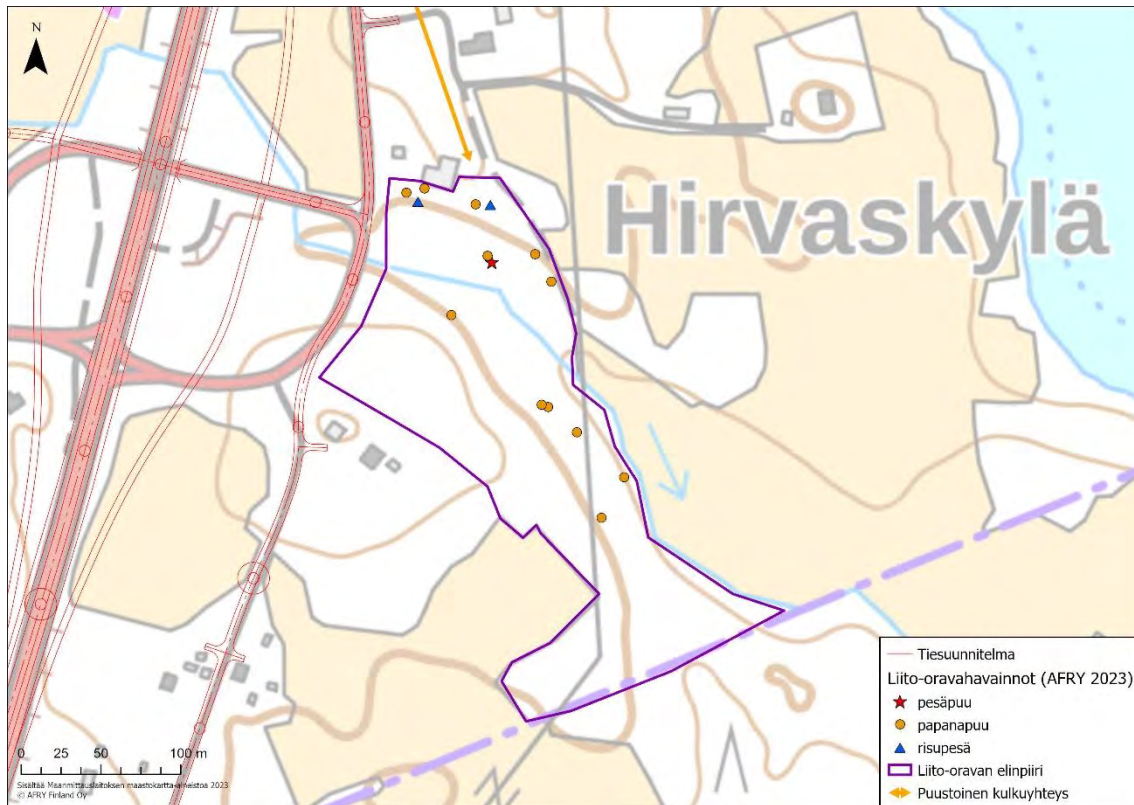 N
Hirvaskylä
Tiesuunnitelma
Liito-oravahavainnot (AFRY 2023)
pesäpuu
papanapuu
risupesä
Liito-oravan elinpiiri
Puustoinen kulkuyhteys
0 25 50 100 m
Sisältää Maanmittauslaitoksen maastokartta-aineistoa 2023
© AFRY Finland Oy